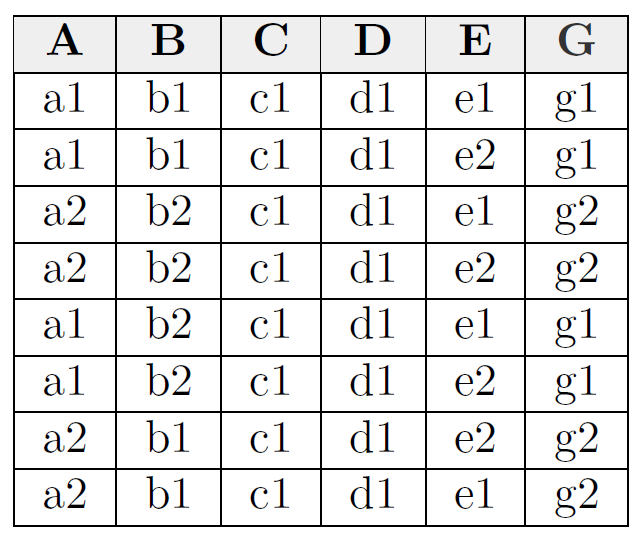 A B C D E G
a1 b1 c1 d1 e1 g1
a1 b1 c1 d1 e2 g1
a2 b2 c1 d1 e1 g2
a2 b2 c1 d1 e2 g2
a1 b2 c1 d1 e1 g1
a1 b2 c1 d1 e2 g1
a2 b1 c1 d1 e2 g2
a2 b1 c1 d1 e1 g2